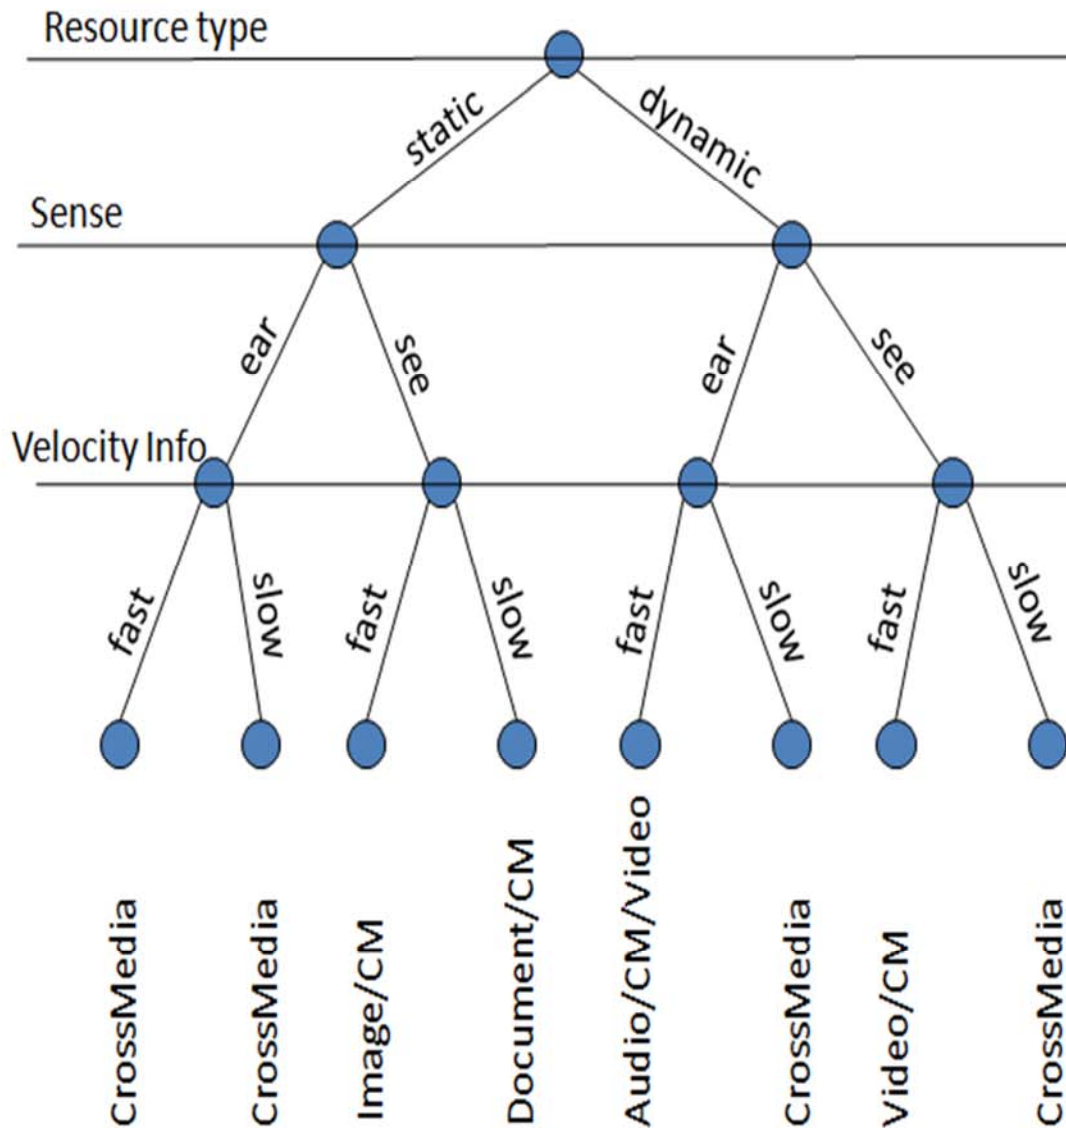 Resource type
static
dynamic
Sense
ear
see
ear
see
Velocity Info
fast
slow
fast
slow
fast
slow
fast
slow
CrossMedia
CrossMedia
Image/CM
Document/CM
Audio/CM/Video
CrossMedia
Video/CM
CrossMedia